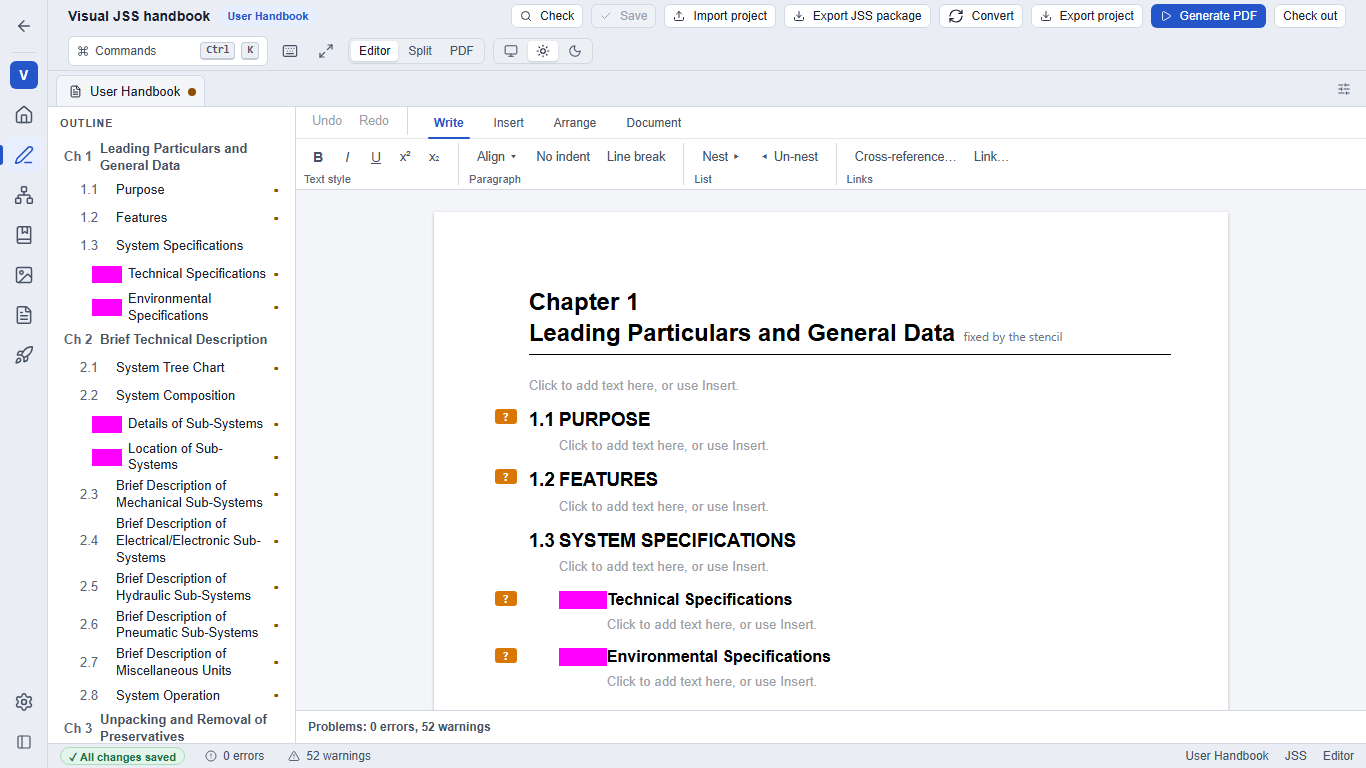 Visual JSS handbook User Handbook
Check
Save
Import project
Export JSS package
Convert
Export project
Generate PDF
Check out
V
Commands Ctrl K
Editor Split PDF
User Handbook
OUTLINE
Ch 1 Leading Particulars and
General Data
1.1 Purpose
1.2 Features
1.3 System Specifications
Technical Specifications
Environmental
Specifications
Ch 2 Brief Technical Description
2.1 System Tree Chart
2.2 System Composition
Details of Sub-Systems
Location of Sub-
Systems
2.3 Brief Description of
Mechanical Sub-Systems
2.4 Brief Description of
Electrical/Electronic Sub-
Systems
2.5 Brief Description of
Hydraulic Sub-Systems
2.6 Brief Description of
Pneumatic Sub-Systems
2.7 Brief Description of
Miscellaneous Units
2.8 System Operation
Ch 3 Unpacking and Removal of
Preservatives
Undo Redo
Write Insert Arrange Document
B I U x² x₂
Text style
Align No indent Line break
Paragraph
Nest Un-nest
List
Cross-reference... Link...
Links
Chapter 1
Leading Particulars and General Data fixed by the stencil
Click to add text here, or use Insert.
? 1.1 PURPOSE
Click to add text here, or use Insert.
? 1.2 FEATURES
Click to add text here, or use Insert.
1.3 SYSTEM SPECIFICATIONS
Click to add text here, or use Insert.
? Technical Specifications
Click to add text here, or use Insert.
? Environmental Specifications
Click to add text here, or use Insert.
Problems: 0 errors, 52 warnings
✓ All changes saved 0 errors 52 warnings
User Handbook JSS Editor